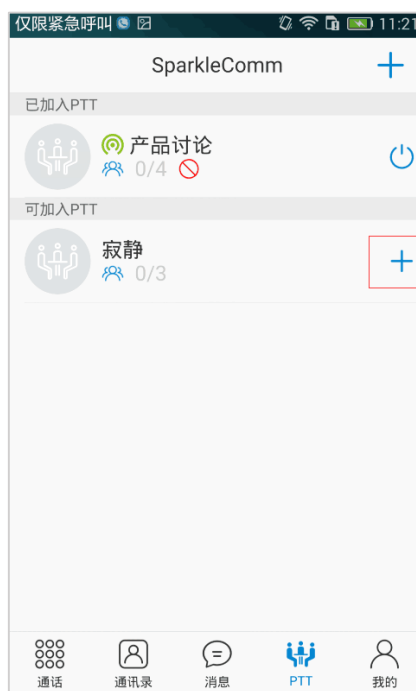 仅限紧急呼叫 11:21
SparkleComm
已加入PTT
产品讨论
0/4
可加入PTT
寂静
0/3
通话 通讯录 消息 PTT 我的